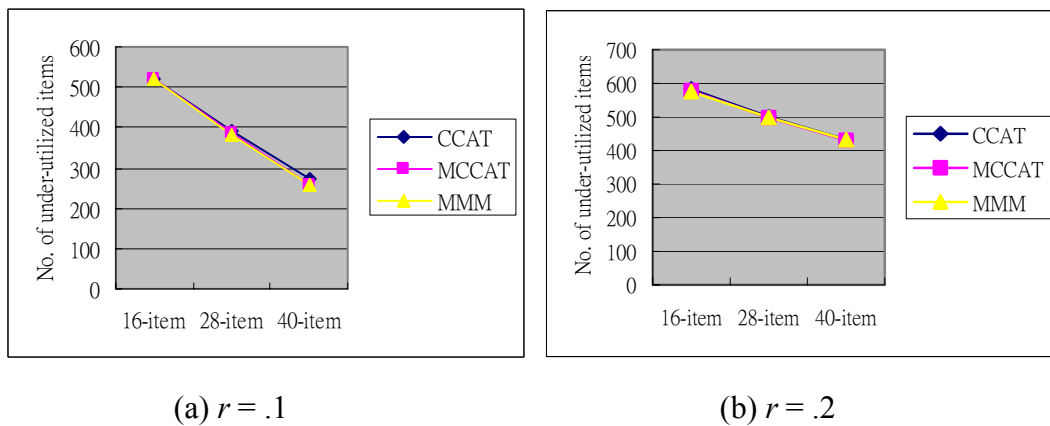 No. of under-utilized items
600
500
400
300
200
100
0
16-item 28-item 40-item
CCAT
MCCAT
MMM
(a) r = .1
No. of under-utilized items
700
600
500
400
300
200
100
0
16-item 28-item 40-item
CCAT
MCCAT
MMM
(b) r = .2